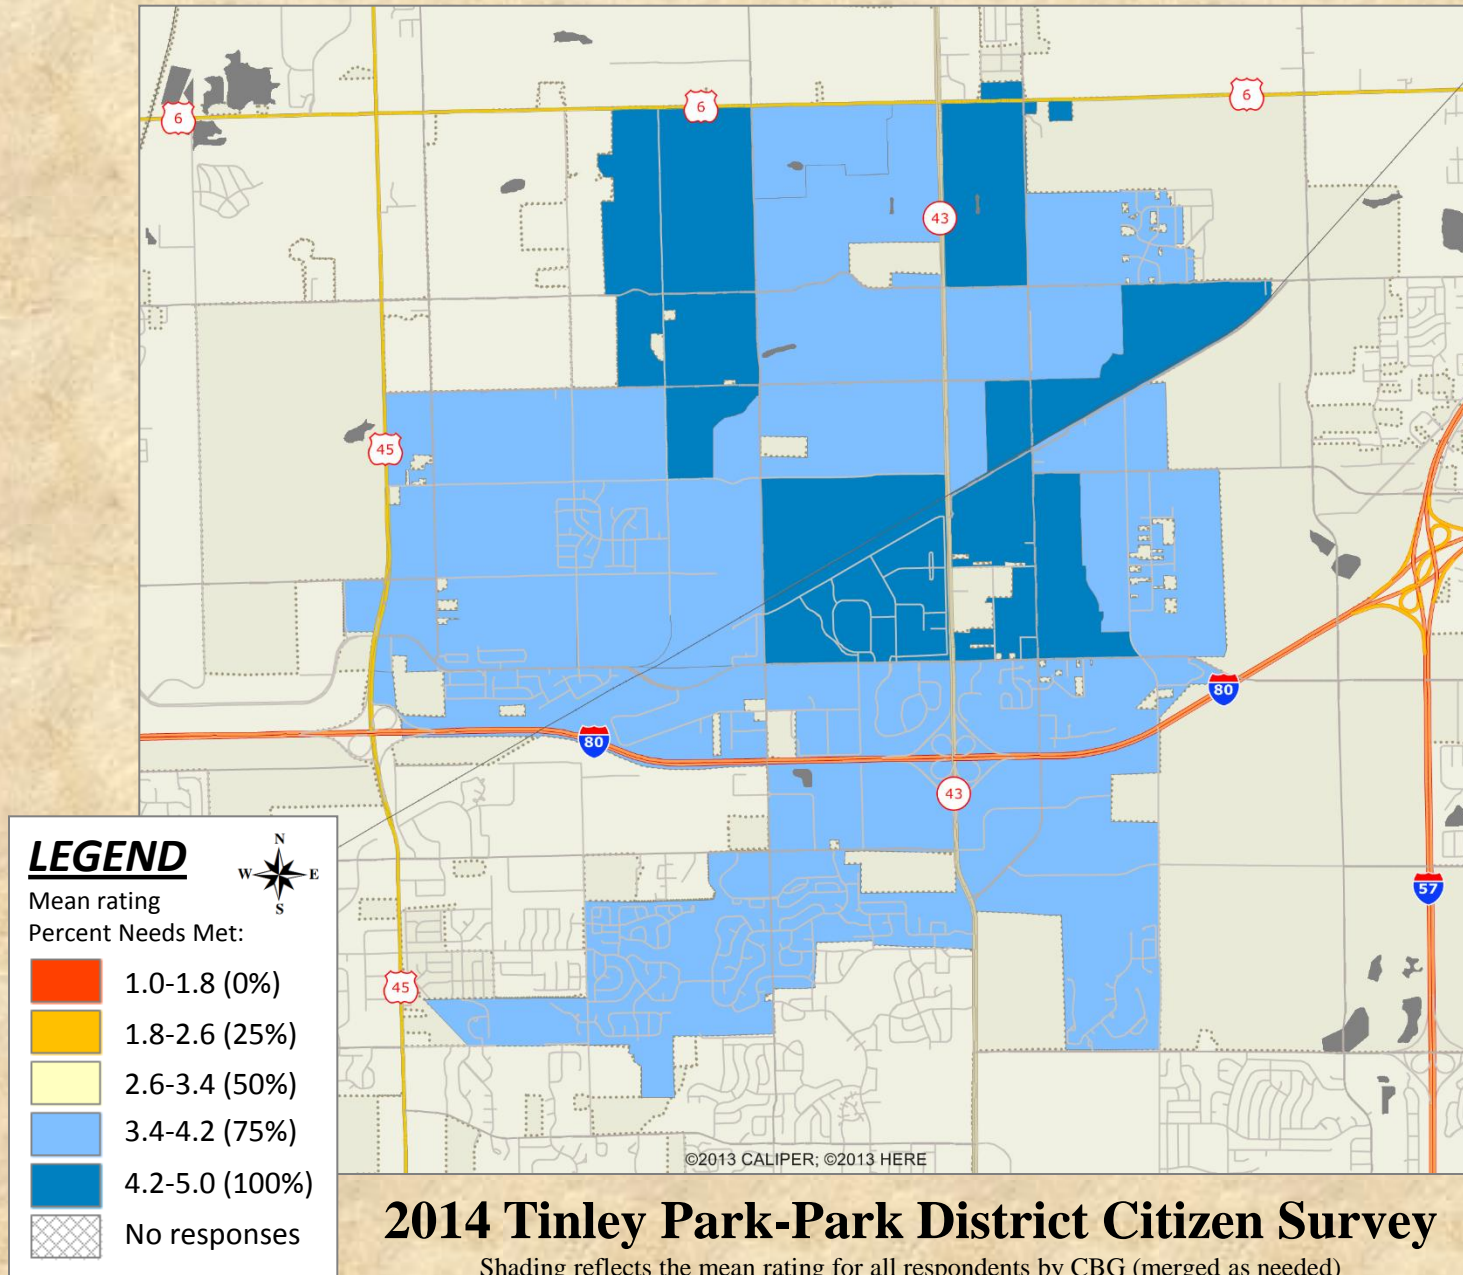 6
6
6
43
45
80
80
43
57
45
LEGEND
N
W E
S
Mean rating
Percent Needs Met:
1.0-1.8 (0%)
1.8-2.6 (25%)
2.6-3.4 (50%)
3.4-4.2 (75%)
4.2-5.0 (100%)
No responses
©2013 CALIPER; ©2013 HERE
2014 Tinley Park-Park District Citizen Survey
Shading reflects the mean rating for all respondents by CBG (merged as needed)